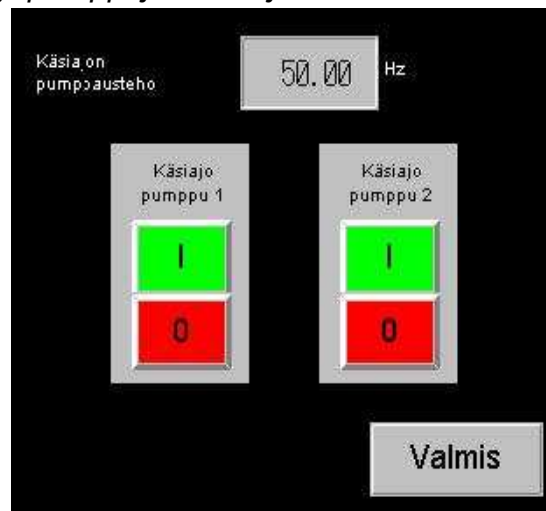 Käsiajon
pumppausteho
50.00 Hz
Käsiajo
pumppu 1
Käsiajo
pumppu 2
I
I
0
0
Valmis